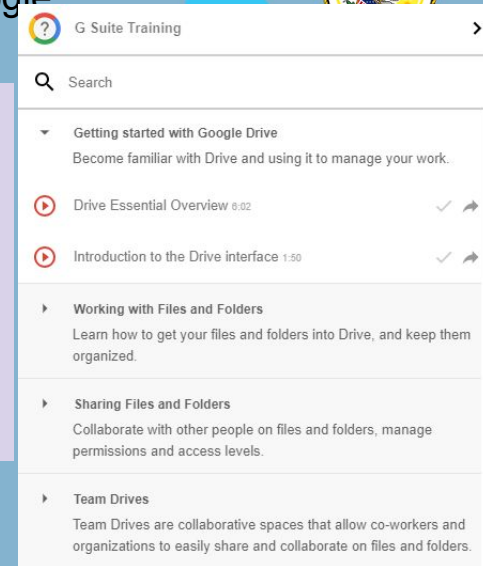 G Suite Training
Search
Getting started with Google Drive
Become familiar with Drive and using it to manage your work.
Drive Essential Overview 6:02
Introduction to the Drive interface 1:50
Working with Files and Folders
Learn how to get your files and folders into Drive, and keep them
organized.
Sharing Files and Folders
Collaborate with other people on files and folders, manage
permissions and access levels.
Team Drives
Team Drives are collaborative spaces that allow co-workers and
organizations to easily share and collaborate on files and folders.